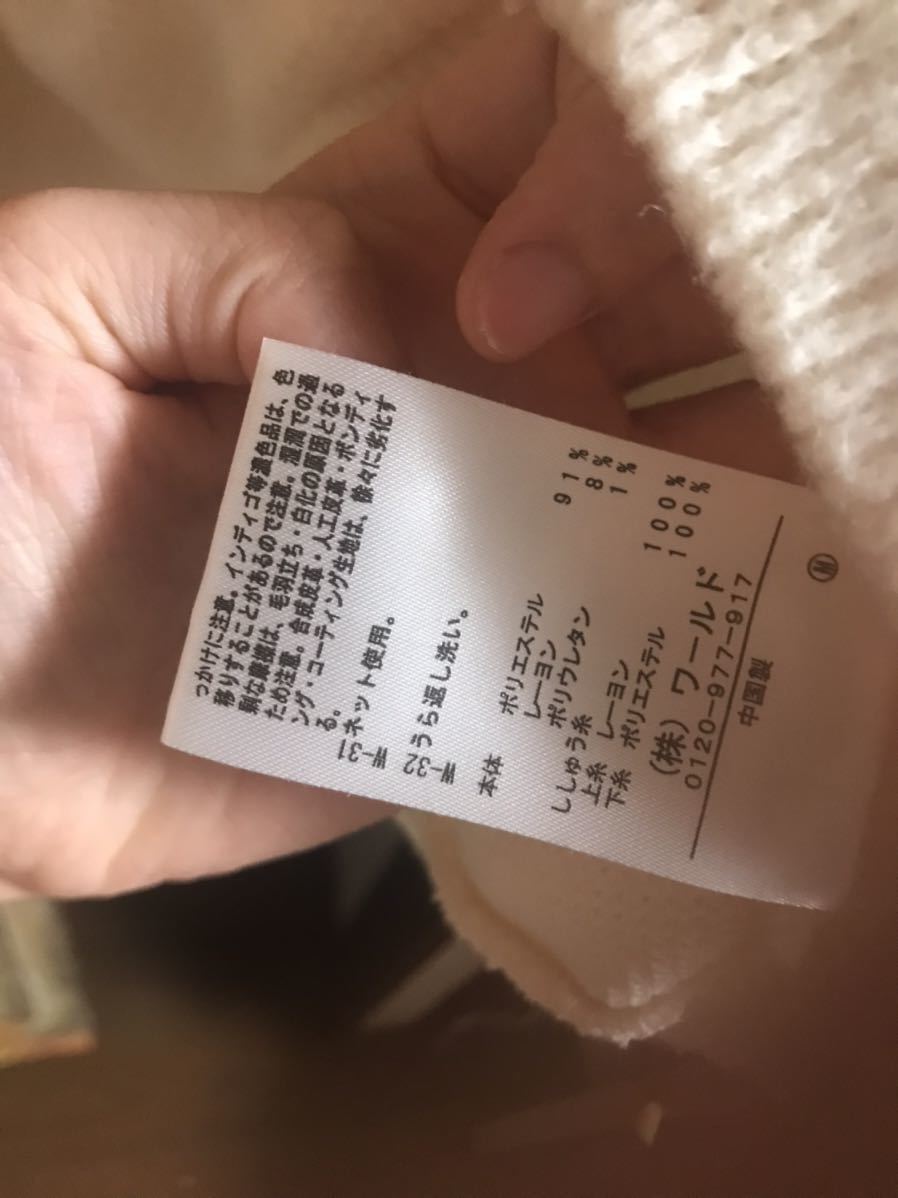 っかけに注意。インディゴ等濃色品は、色
移りすることがあるので注意。湿潤での過
剰な摩擦は、毛羽立ち・白化の原因となる
ため注意。合成皮革・人工皮革・ボンディ
ング・コーティング生地は、徐々に劣化す
る。
〒31ネット使用。
〒32うら返し洗い。
本体
ポリエステル 91%
レーヨン 8%
ポリウレタン 1%
ししゅう糸
上糸 レーヨン 100%
下糸 ポリエステル 100%
(株)ワールド
0120-977-917
中国製
M